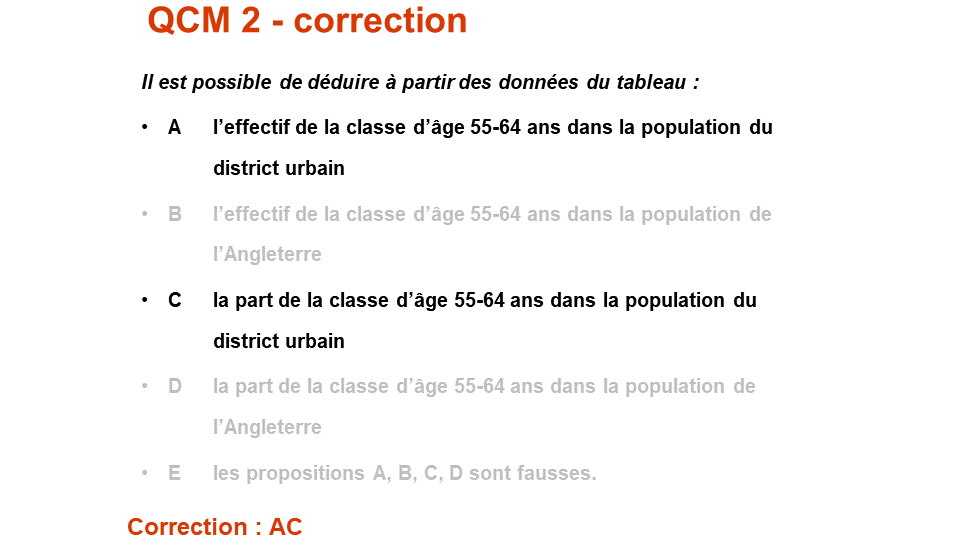 QCM 2 - correction
Il est possible de déduire à partir des données du tableau :
• A l’effectif de la classe d’âge 55-64 ans dans la population du
district urbain
• B l’effectif de la classe d’âge 55-64 ans dans la population de
l’Angleterre
• C la part de la classe d’âge 55-64 ans dans la population du
district urbain
• D la part de la classe d’âge 55-64 ans dans la population de
l’Angleterre
• E les propositions A, B, C, D sont fausses.
Correction : AC